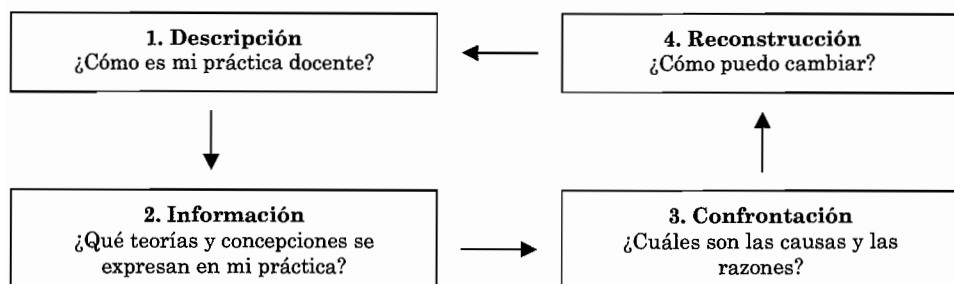 1. Descripción
¿Cómo es mi práctica docente?
4. Reconstrucción
¿Cómo puedo cambiar?
2. Información
¿Qué teorías y concepciones se
expresan en mi práctica?
3. Confrontación
¿Cuáles son las causas y las
razones?